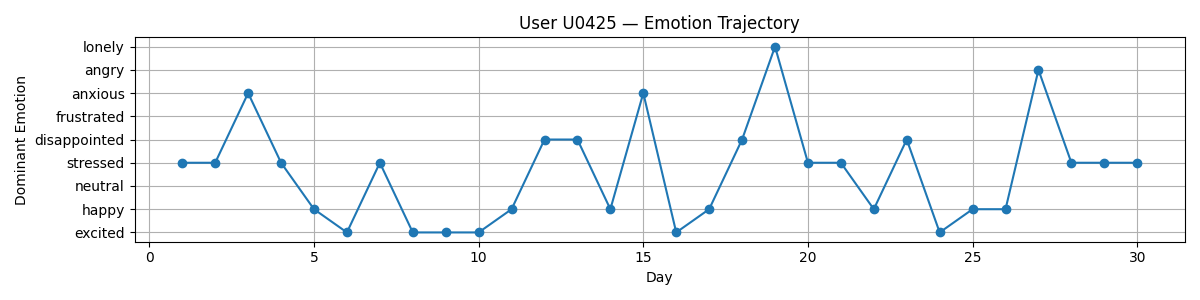 User U0425 — Emotion Trajectory
Dominant Emotion
lonely
angry
anxious
frustrated
disappointed
stressed
neutral
happy
excited
0 5 10 15 20 25 30
Day